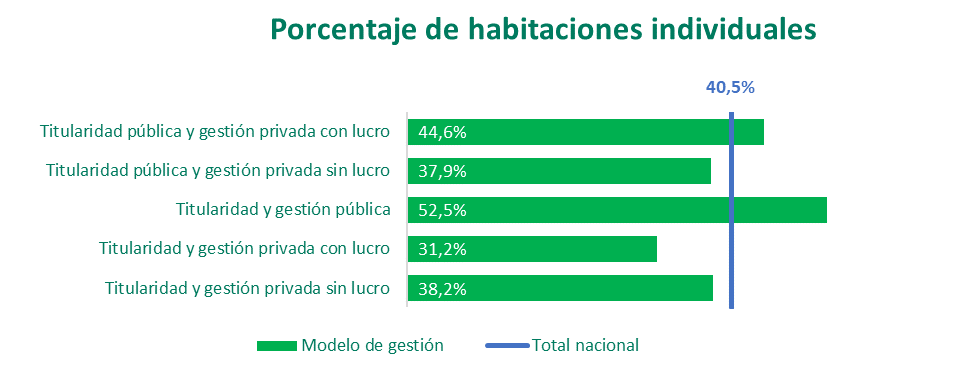 Porcentaje de habitaciones individuales
40,5%
Titularidad pública y gestión privada con lucro 44,6%
Titularidad pública y gestión privada sin lucro 37,9%
Titularidad y gestión pública 52,5%
Titularidad y gestión privada con lucro 31,2%
Titularidad y gestión privada sin lucro 38,2%
Modelo de gestión Total nacional